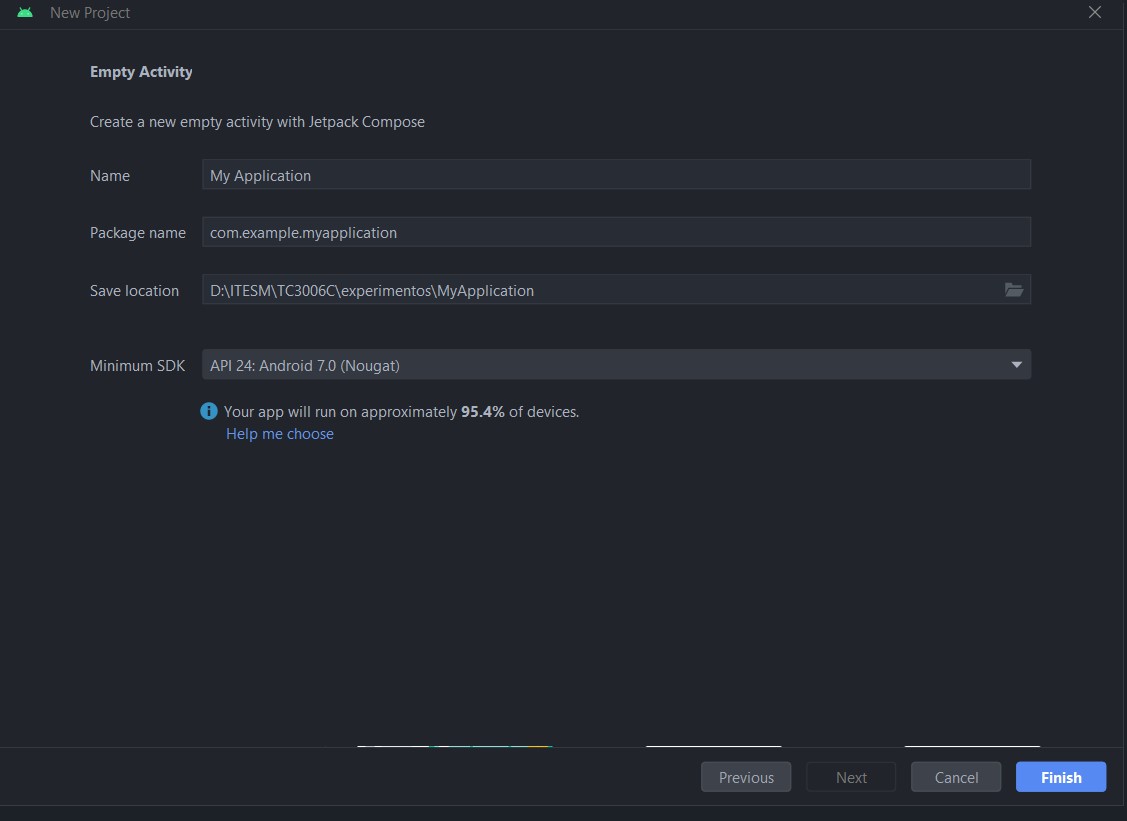 New Project
Empty Activity
Create a new empty activity with Jetpack Compose
Name My Application
Package name com.example.myapplication
Save location D:\ITESM\TC3006C\experimentos\MyApplication
Minimum SDK API 24: Android 7.0 (Nougat)
Your app will run on approximately 95.4% of devices.
Help me choose
Previous Next Cancel Finish